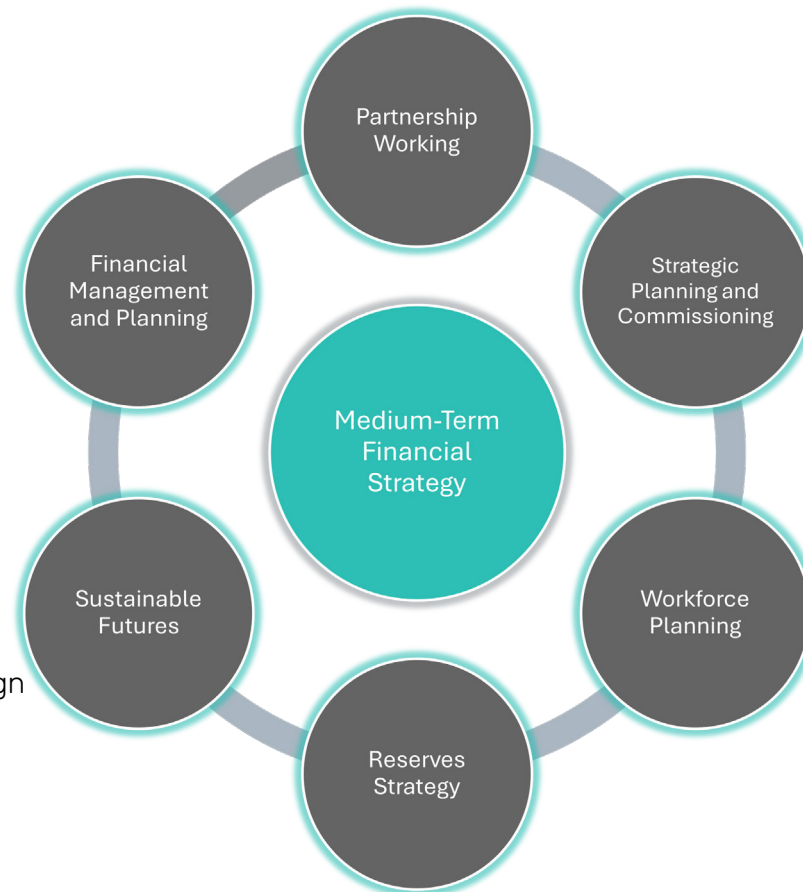 Partnership
Working
Strategic
Planning and
Commissioning
Workforce
Planning
Reserves
Strategy
Sustainable
Futures
Financial
Management
and Planning
Medium-Term
Financial
Strategy
gn